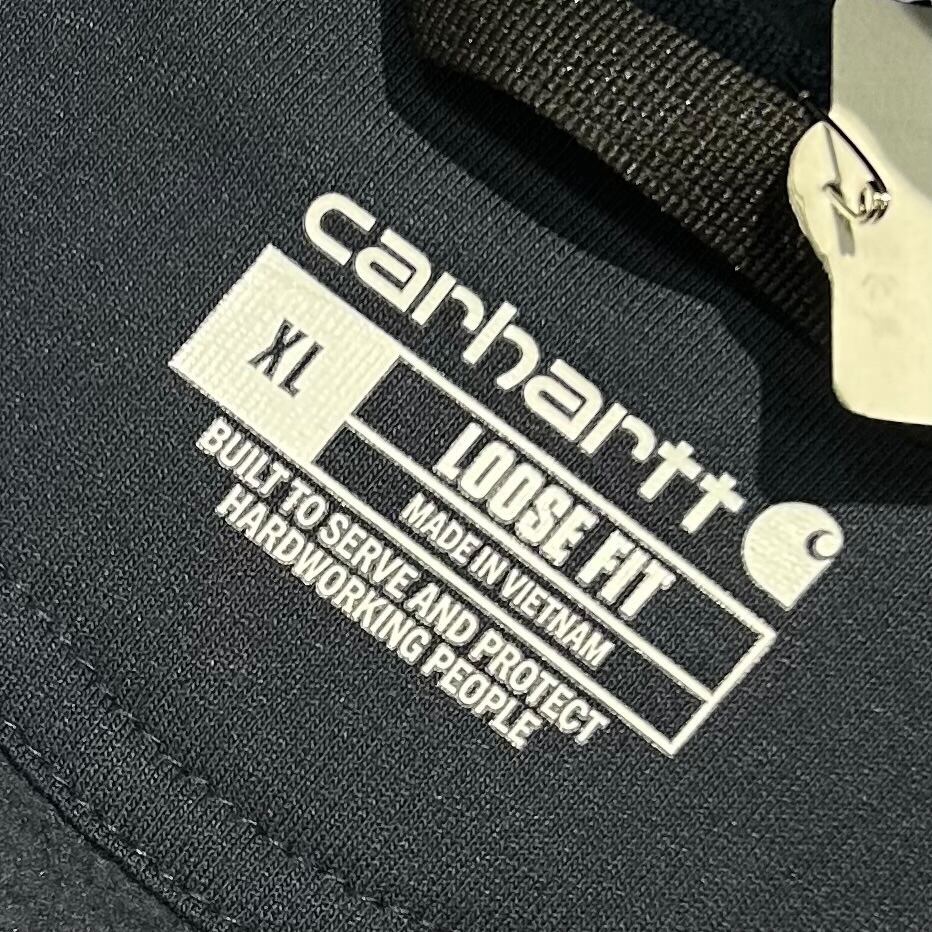 carhartt
XL
LOOSE FIT
MADE IN VIETNAM
BUILT TO SERVE AND PROTECT
HARDWORKING PEOPLE